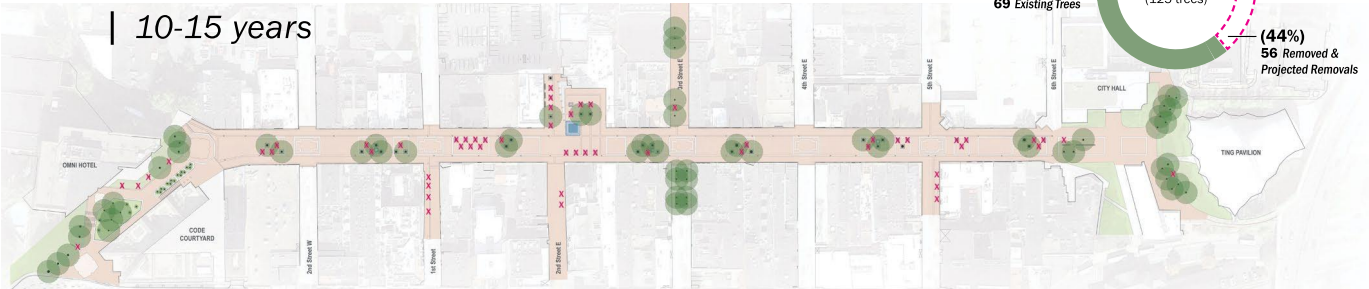 10-15 years
69 Existing Trees
(125 trees)
(44%)
56 Removed &
Projected Removals
3rd Street E
4th Street E
5th Street E
6th Street E
CITY HALL
OMNI HOTEL
TING PAVILION
CODE
COURTYARD
2nd Street W
1st Street
2nd Street E